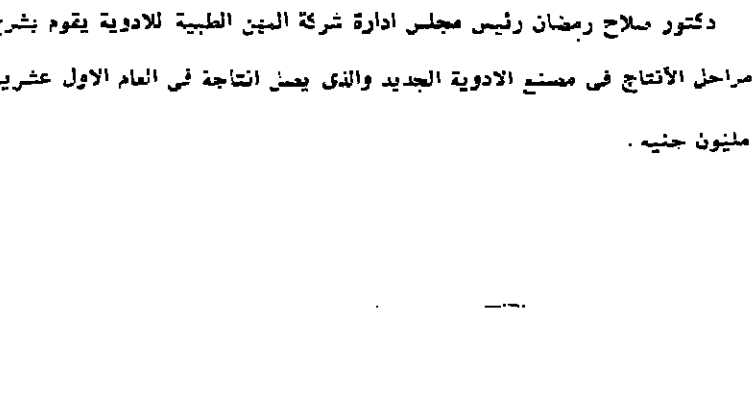 دكتور صلاح رمضان رئيس مجلس ادارة شركة المهن الطبية للادوية يقوم بشرح
مراحل الأنتاج فى مصنع الادوية الجديد والذى يصل انتاجة فى العام الاول عشرين
مليون جنيه .